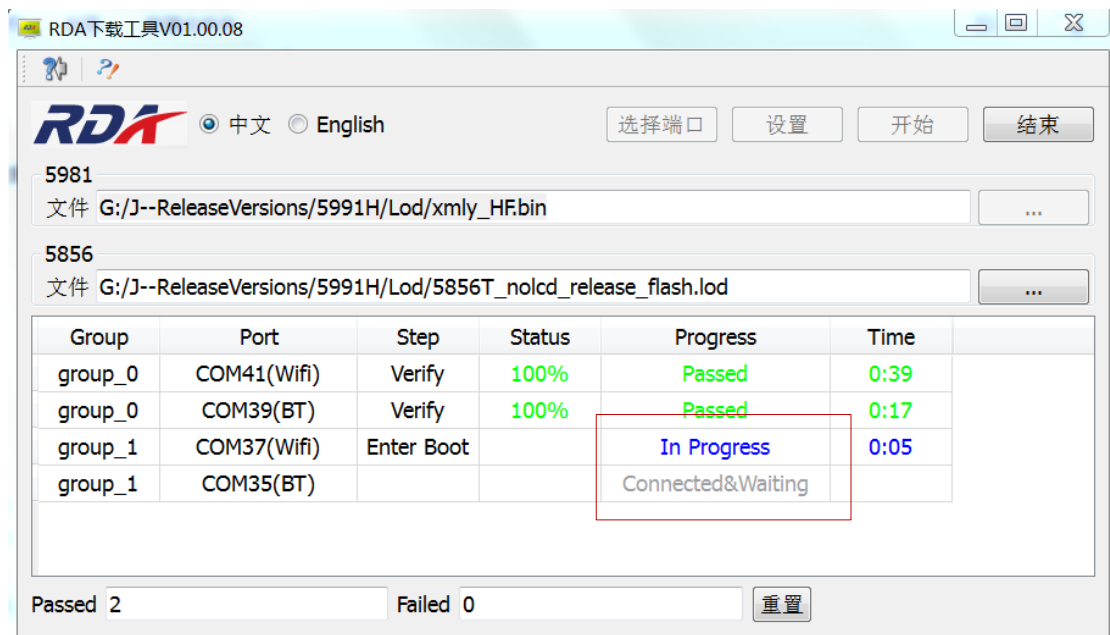 RDA下载工具V01.00.08
RDA 中文 English 选择端口 设置 开始 结束
5981
文件 G:/J--ReleaseVersions/5991H/Lod/xmly_HF.bin ...
5856
文件 G:/J--ReleaseVersions/5991H/Lod/5856T_nolcd_release_flash.lod ...
Group Port Step Status Progress Time
group_0 COM41(Wifi) Verify 100% Passed 0:39
group_0 COM39(BT) Verify 100% Passed 0:17
group_1 COM37(Wifi) Enter Boot In Progress 0:05
group_1 COM35(BT) Connected&Waiting
Passed 2 Failed 0 重置